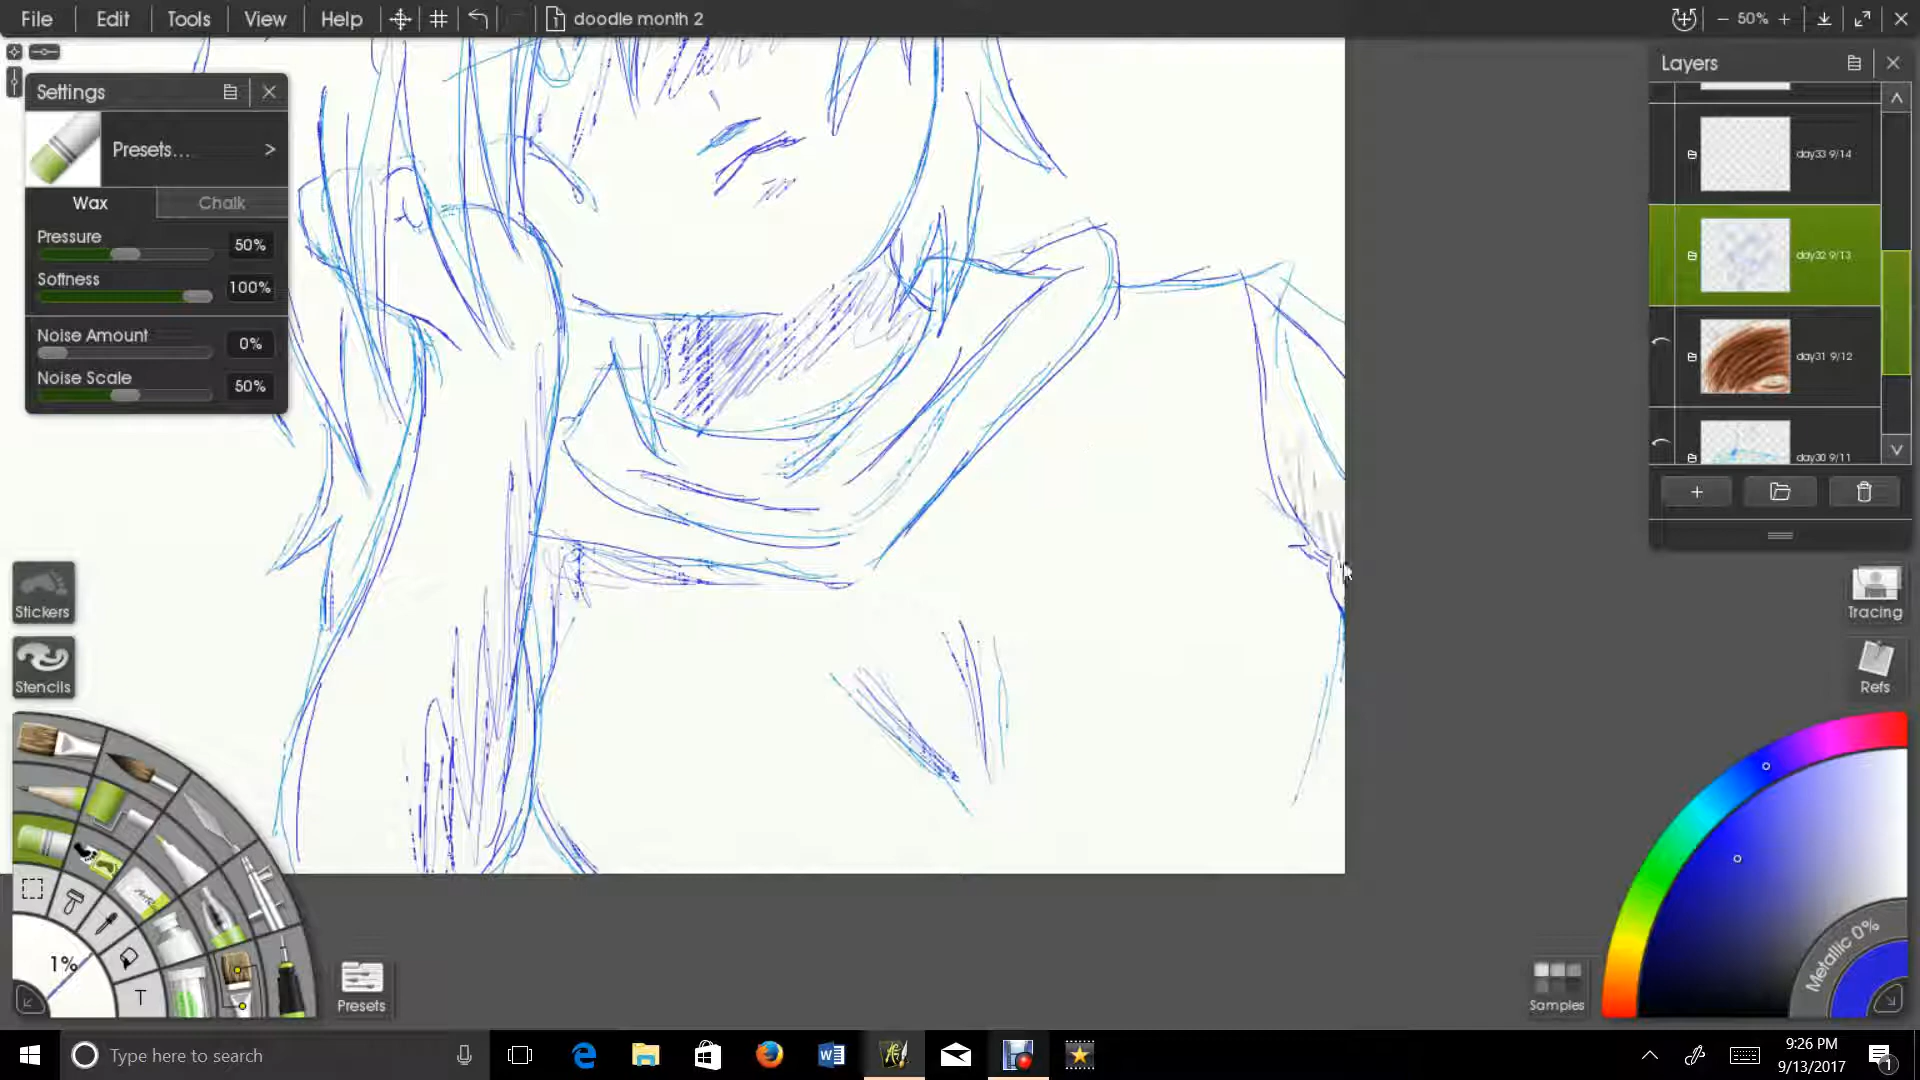 File Edit Tools View Help doodle month 2 50%
Settings
Presets... >
Wax Chalk
Pressure 50%
Softness 100%
Noise Amount 0%
Noise Scale 50%
Layers
day33 9/14
day32 9/13
day31 9/12
day30 9/11
Stickers
Stencils
Tracing
Refs
1%
T
Presets
Samples
Metallic 0%
Type here to search
9:26 PM
9/13/2017
1